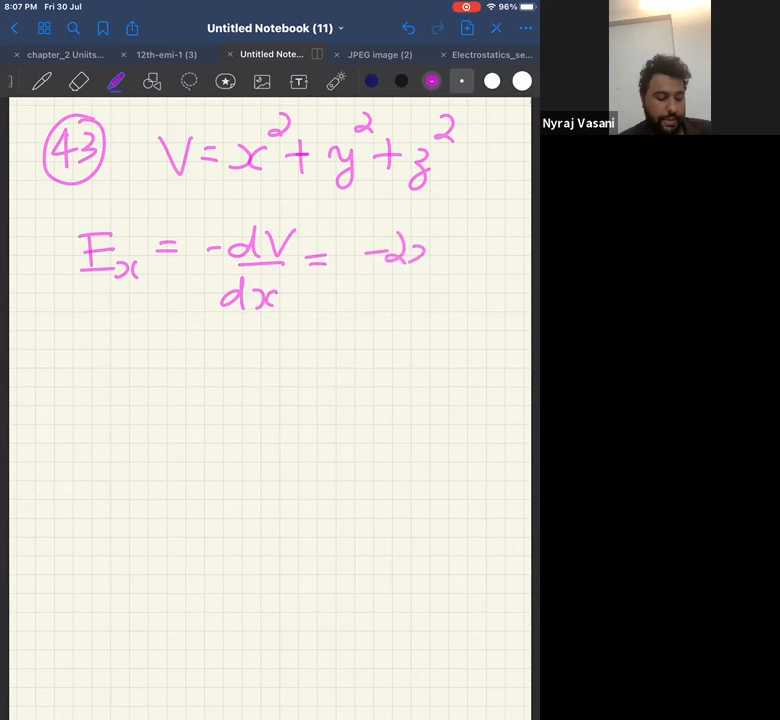 8:07 PM Fri 30 Jul
96%
Untitled Notebook (11)
chapter_2 Uniits...
12th-emi-1 (3)
Untitled Note...
JPEG image (2)
Electrostatics_se...
Nyraj Vasani
43 V = x² + y² + z²
Eₓ = -dV/dx = -2x